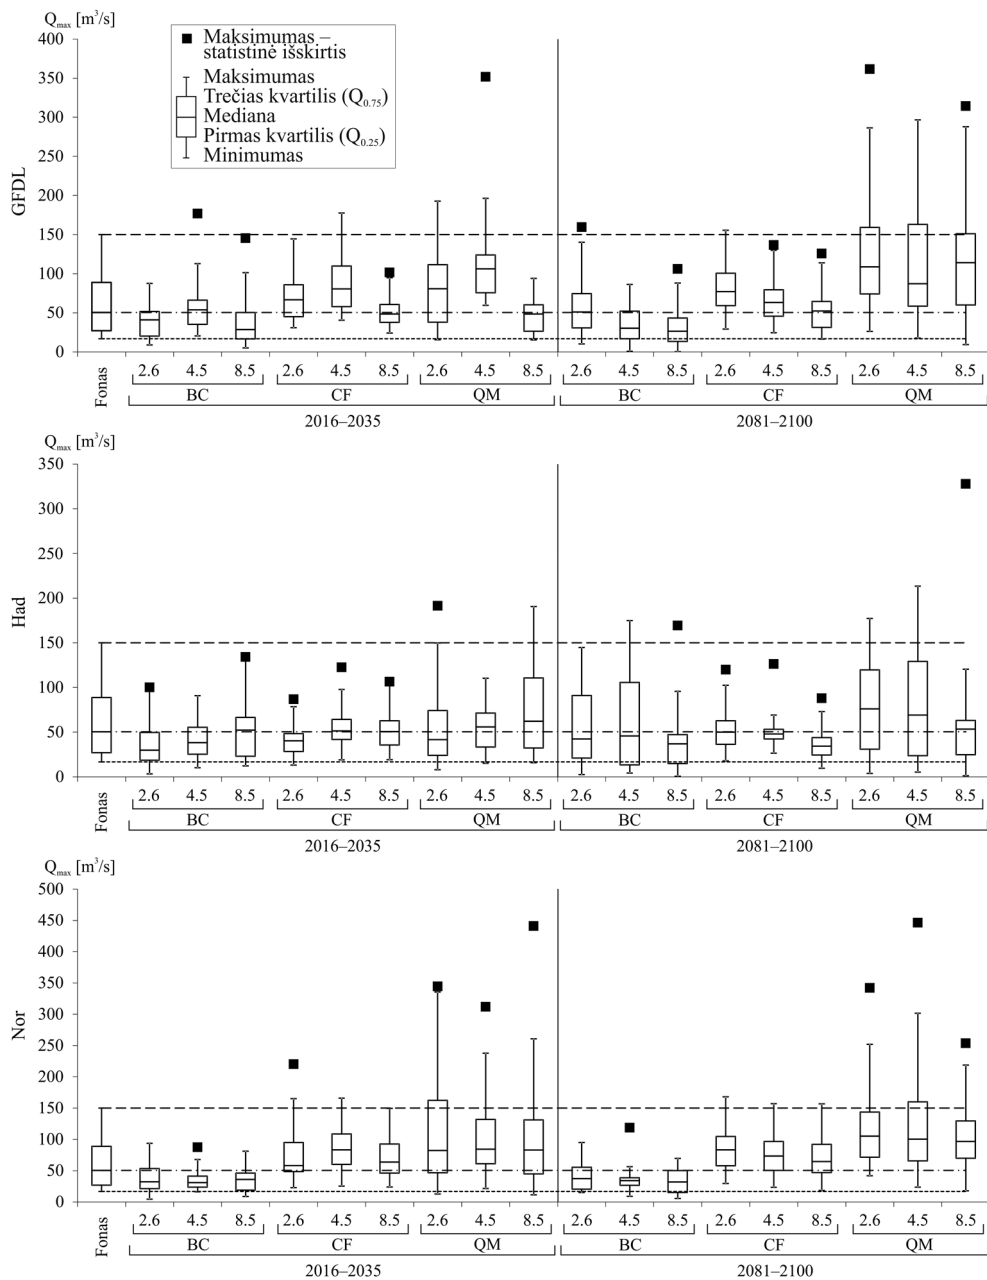 Qmax [m³/s]
Maksimumas –
statistinė išskirtis
Maksimumas
Trečias kvartilis (Q0.75)
Mediana
Pirmas kvartilis (Q0.25)
Minimumas
400
350
300
250
200
150
100
50
0
GFDL
Fonas 2.6 4.5 8.5 2.6 4.5 8.5 2.6 4.5 8.5 2.6 4.5 8.5 2.6 4.5 8.5 2.6 4.5 8.5
BC CF QM BC CF QM
2016–2035 2081–2100
Qmax [m³/s]
350
300
250
200
150
100
50
0
Had
Fonas 2.6 4.5 8.5 2.6 4.5 8.5 2.6 4.5 8.5 2.6 4.5 8.5 2.6 4.5 8.5 2.6 4.5 8.5
BC CF QM BC CF QM
2016–2035 2081–2100
Qmax [m³/s]
500
450
400
350
300
250
200
150
100
50
0
Nor
Fonas 2.6 4.5 8.5 2.6 4.5 8.5 2.6 4.5 8.5 2.6 4.5 8.5 2.6 4.5 8.5 2.6 4.5 8.5
BC CF QM BC CF QM
2016–2035 2081–2100